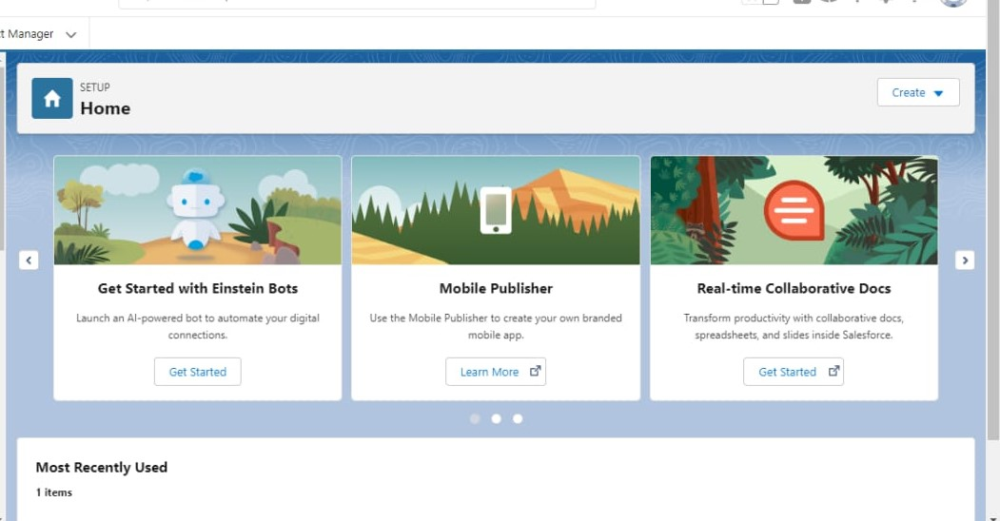 Manager
SETUP
Home
Create
Get Started with Einstein Bots
Launch an AI-powered bot to automate your digital
connections.
Get Started
Mobile Publisher
Use the Mobile Publisher to create your own branded
mobile app.
Learn More
Real-time Collaborative Docs
Transform productivity with collaborative docs,
spreadsheets, and slides inside Salesforce.
Get Started
Most Recently Used
1 items